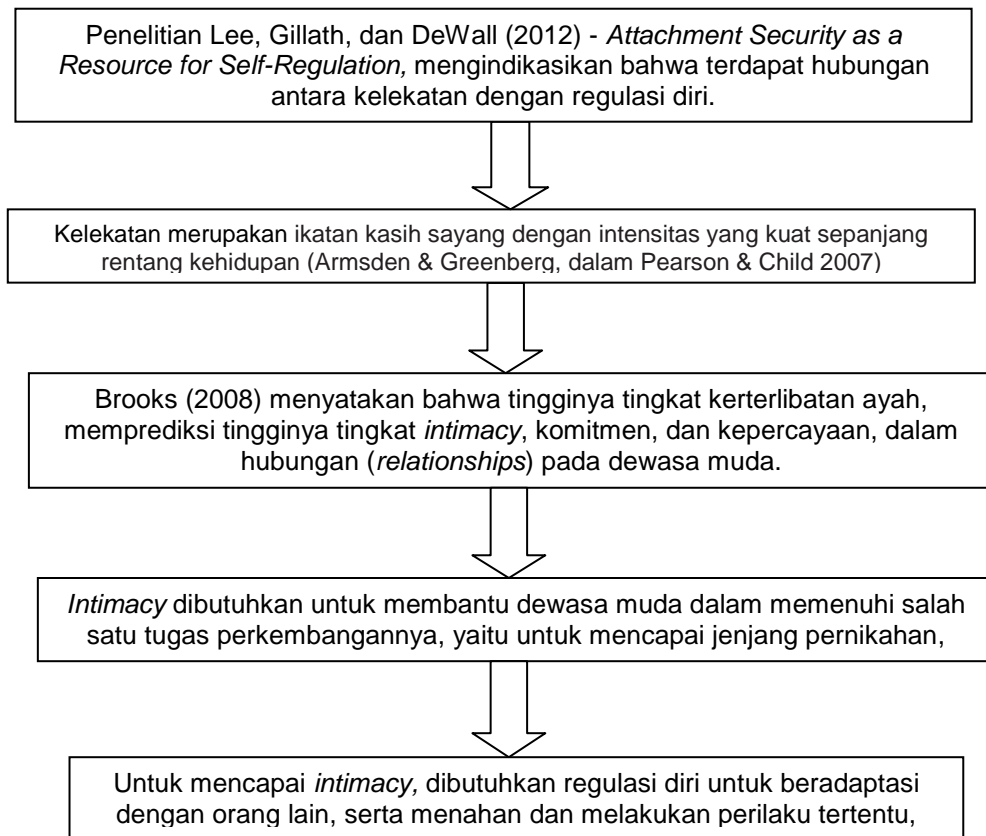 Penelitian Lee, Gillath, dan DeWall (2012) - Attachment Security as a
Resource for Self-Regulation, mengindikasikan bahwa terdapat hubungan
antara kelekatan dengan regulasi diri.
Kelekatan merupakan ikatan kasih sayang dengan intensitas yang kuat sepanjang
rentang kehidupan (Armsden & Greenberg, dalam Pearson & Child 2007)
Brooks (2008) menyatakan bahwa tingginya tingkat kerterlibatan ayah,
memprediksi tingginya tingkat intimacy, komitmen, dan kepercayaan, dalam
hubungan (relationships) pada dewasa muda.
Intimacy dibutuhkan untuk membantu dewasa muda dalam memenuhi salah
satu tugas perkembangannya, yaitu untuk mencapai jenjang pernikahan,
Untuk mencapai intimacy, dibutuhkan regulasi diri untuk beradaptasi
dengan orang lain, serta menahan dan melakukan perilaku tertentu,